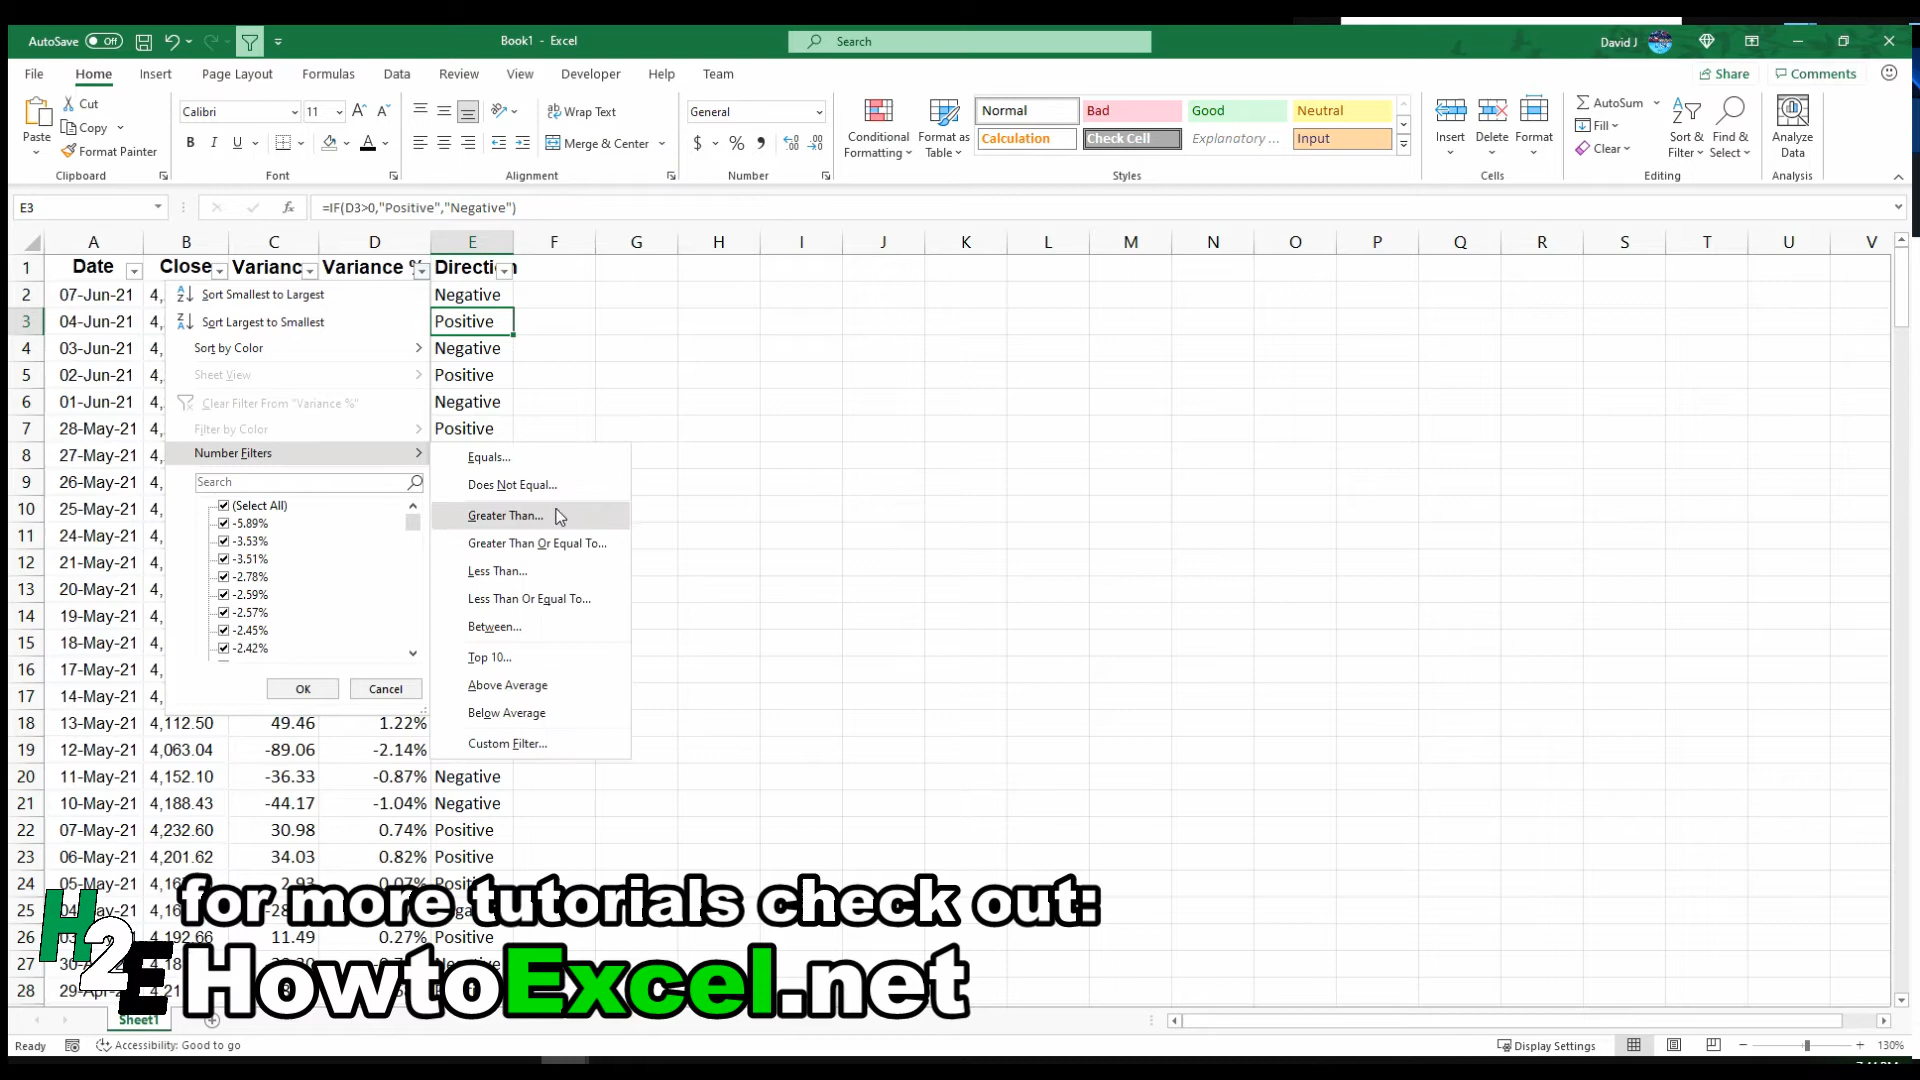 AutoSave Off
Book1 - Excel
Search
David J
File Home Insert Page Layout Formulas Data Review View Developer Help Team
Share Comments
Paste
Cut
Copy
Format Painter
Clipboard
Calibri 11
B I U
Font
Wrap Text
Merge & Center
Alignment
General
$ % 9
Number
Conditional Formatting
Format as Table
Normal Bad Good Neutral
Calculation Check Cell Explanatory ... Input
Styles
Insert Delete Format
Cells
AutoSum
Fill
Clear
Sort & Filter
Find & Select
Editing
Analyze Data
Analysis
E3 fx =IF(D3>0,"Positive","Negative")
A B C D E F G H I J K L M N O P Q R S T U V
1 Date Close Varianc Variance % Directi n
2 07-Jun-21 4, Negative
3 04-Jun-21 4, Positive
4 03-Jun-21 4, Negative
5 02-Jun-21 4, Positive
6 01-Jun-21 4, Negative
7 28-May-21 4, Positive
8 27-May-21 4,
9 26-May-21 4,
10 25-May-21 4,
11 24-May-21 4,
12 21-May-21 4,
13 20-May-21 4,
14 19-May-21 4,
15 18-May-21 4,
16 17-May-21 4,
17 14-May-21 4,
18 13-May-21 4,112.50 49.46 1.22%
19 12-May-21 4,063.04 -89.06 -2.14%
20 11-May-21 4,152.10 -36.33 -0.87% Negative
21 10-May-21 4,188.43 -44.17 -1.04% Negative
22 07-May-21 4,232.60 30.98 0.74% Positive
23 06-May-21 4,201.62 34.03 0.82% Positive
24 05-May-21
25
26 4,192.66 11.49 0.27% Positive
27
28
Sort Smallest to Largest
Sort Largest to Smallest
Sort by Color
Sheet View
Clear Filter From "Variance %"
Filter by Color
Number Filters
Search
(Select All)
-5.89%
-3.53%
-3.51%
-2.78%
-2.59%
-2.57%
-2.45%
-2.42%
OK Cancel
Equals...
Does Not Equal...
Greater Than...
Greater Than Or Equal To...
Less Than...
Less Than Or Equal To...
Between...
Top 10...
Above Average
Below Average
Custom Filter...
H2E
for more tutorials check out:
HowtoExcel.net
Sheet1
Ready Accessibility: Good to go
Display Settings 130%